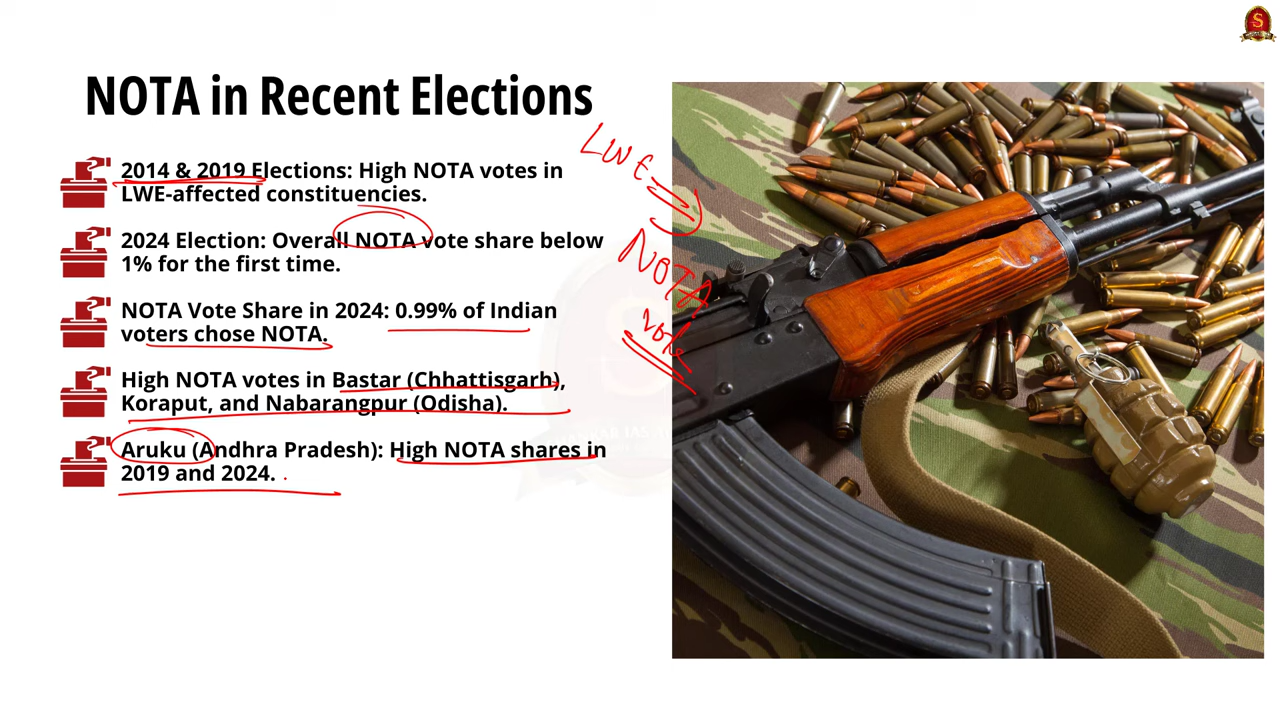 NOTA in Recent Elections
2014 & 2019 Elections: High NOTA votes in
LWE-affected constituencies.
2024 Election: Overall NOTA vote share below
1% for the first time.
NOTA Vote Share in 2024: 0.99% of Indian
voters chose NOTA.
High NOTA votes in Bastar (Chhattisgarh),
Koraput, and Nabarangpur (Odisha).
Aruku (Andhra Pradesh): High NOTA shares in
2019 and 2024.
LWE
NOTA
vote
S